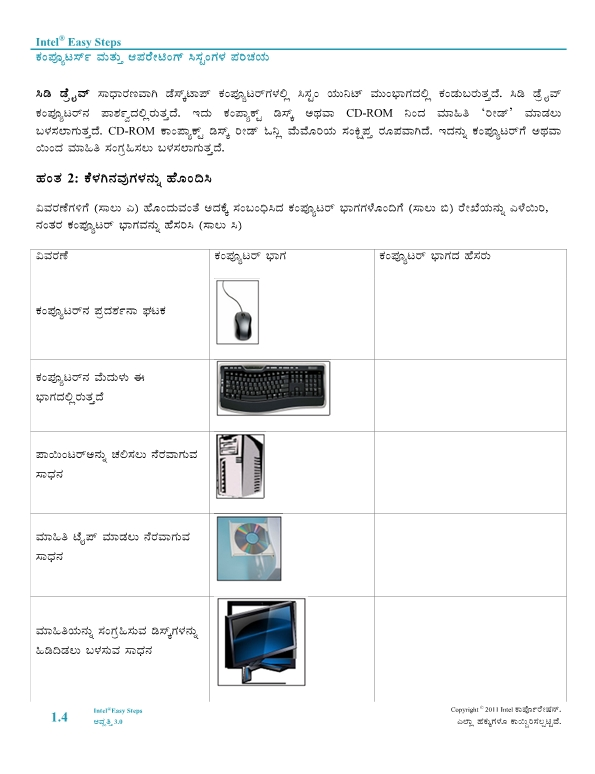 Intel® Easy Steps
ಕಂಪ್ಯೂಟರ್ಸ್ ಮತ್ತು ಆಪರೇಟಿಂಗ್ ಸಿಸ್ಟಂಗಳ ಪರಿಚಯ
ಸಿಡಿ ಡ್ರೈವ್ ಸಾಧಾರಣವಾಗಿ ಡೆಸ್ಕ್‌ಟಾಪ್ ಕಂಪ್ಯೂಟರ್‌ಗಳಲ್ಲಿ ಸಿಸ್ಟಂ ಯುನಿಟ್ ಮುಂಭಾಗದಲ್ಲಿ ಕಂಡುಬರುತ್ತದೆ. ಸಿಡಿ ಡ್ರೈವ್
ಕಂಪ್ಯೂಟರ್‌ನ ಪಾರ್ಶ್ವದಲ್ಲಿರುತ್ತದೆ. ಇದು ಕಂಪ್ಯಾಕ್ಟ್ ಡಿಸ್ಕ್ ಅಥವಾ CD-ROM ನಿಂದ ಮಾಹಿತಿ ‘ರೀಡ್’ ಮಾಡಲು
ಬಳಸಲಾಗುತ್ತದೆ. CD-ROM ಕಾಂಪ್ಯಾಕ್ಟ್ ಡಿಸ್ಕ್ ರೀಡ್ ಓನ್ಲಿ ಮೆಮೊರಿಯ ಸಂಕ್ಷಿಪ್ತ ರೂಪವಾಗಿದೆ. ಇದನ್ನು ಕಂಪ್ಯೂಟರ್‌ಗೆ ಅಥವಾ
ಯಿಂದ ಮಾಹಿತಿ ಸಂಗ್ರಹಿಸಲು ಬಳಸಲಾಗುತ್ತದೆ.
ಹಂತ 2: ಕೆಳಗಿನವುಗಳನ್ನು ಹೊಂದಿಸಿ
ವಿವರಣೆಗಳಿಗೆ (ಸಾಲು ಎ) ಹೊಂದುವಂತೆ ಅದಕ್ಕೆ ಸಂಬಂಧಿಸಿದ ಕಂಪ್ಯೂಟರ್ ಭಾಗಗಳೊಂದಿಗೆ (ಸಾಲು ಬಿ) ರೇಖೆಯನ್ನು ಎಳೆಯಿರಿ,
ನಂತರ ಕಂಪ್ಯೂಟರ್ ಭಾಗವನ್ನು ಹೆಸರಿಸಿ (ಸಾಲು ಸಿ)
ವಿವರಣೆ ಕಂಪ್ಯೂಟರ್ ಭಾಗ ಕಂಪ್ಯೂಟರ್ ಭಾಗದ ಹೆಸರು
ಕಂಪ್ಯೂಟರ್‌ನ ಪ್ರದರ್ಶನಾ ಘಟಕ
ಕಂಪ್ಯೂಟರ್‌ನ ಮೆದುಳು ಈ
ಭಾಗದಲ್ಲಿರುತ್ತದೆ
ಪಾಯಿಂಟರ್‌ಅನ್ನು ಚಲಿಸಲು ನೆರವಾಗುವ
ಸಾಧನ
ಮಾಹಿತಿ ಟೈಪ್ ಮಾಡಲು ನೆರವಾಗುವ
ಸಾಧನ
ಮಾಹಿತಿಯನ್ನು ಸಂಗ್ರಹಿಸುವ ಡಿಸ್ಕ್‌ಗಳನ್ನು
ಹಿಡಿದಿಡಲು ಬಳಸುವ ಸಾಧನ
1.4
Intel® Easy Steps
ಆವೃತ್ತಿ 3.0
Copyright © 2011 Intel ಕಾರ್ಪೊರೇಷನ್.
ಎಲ್ಲಾ ಹಕ್ಕುಗಳೂ ಕಾಯ್ದಿರಿಸಲ್ಪಟ್ಟಿವೆ.